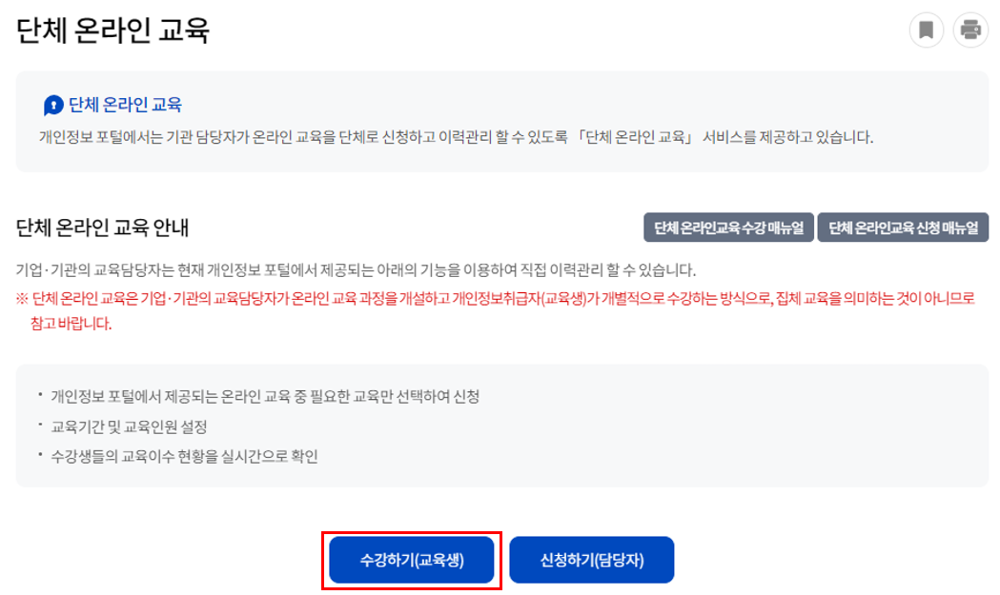 단체 온라인 교육
단체 온라인 교육
개인정보 포털에서는 기관 담당자가 온라인 교육을 단체로 신청하고 이력관리 할 수 있도록 「단체 온라인 교육」 서비스를 제공하고 있습니다.
단체 온라인 교육 안내
단체 온라인교육 수강 매뉴얼
단체 온라인교육 신청 매뉴얼
기업·기관의 교육담당자는 현재 개인정보 포털에서 제공되는 아래의 기능을 이용하여 직접 이력관리 할 수 있습니다.
※ 단체 온라인 교육은 기업·기관의 교육담당자가 온라인 교육 과정을 개설하고 개인정보취급자(교육생)가 개별적으로 수강하는 방식으로, 집체 교육을 의미하는 것이 아니므로
참고 바랍니다.
· 개인정보 포털에서 제공되는 온라인 교육 중 필요한 교육만 선택하여 신청
· 교육기간 및 교육인원 설정
· 수강생들의 교육이수 현황을 실시간으로 확인
수강하기(교육생)
신청하기(담당자)